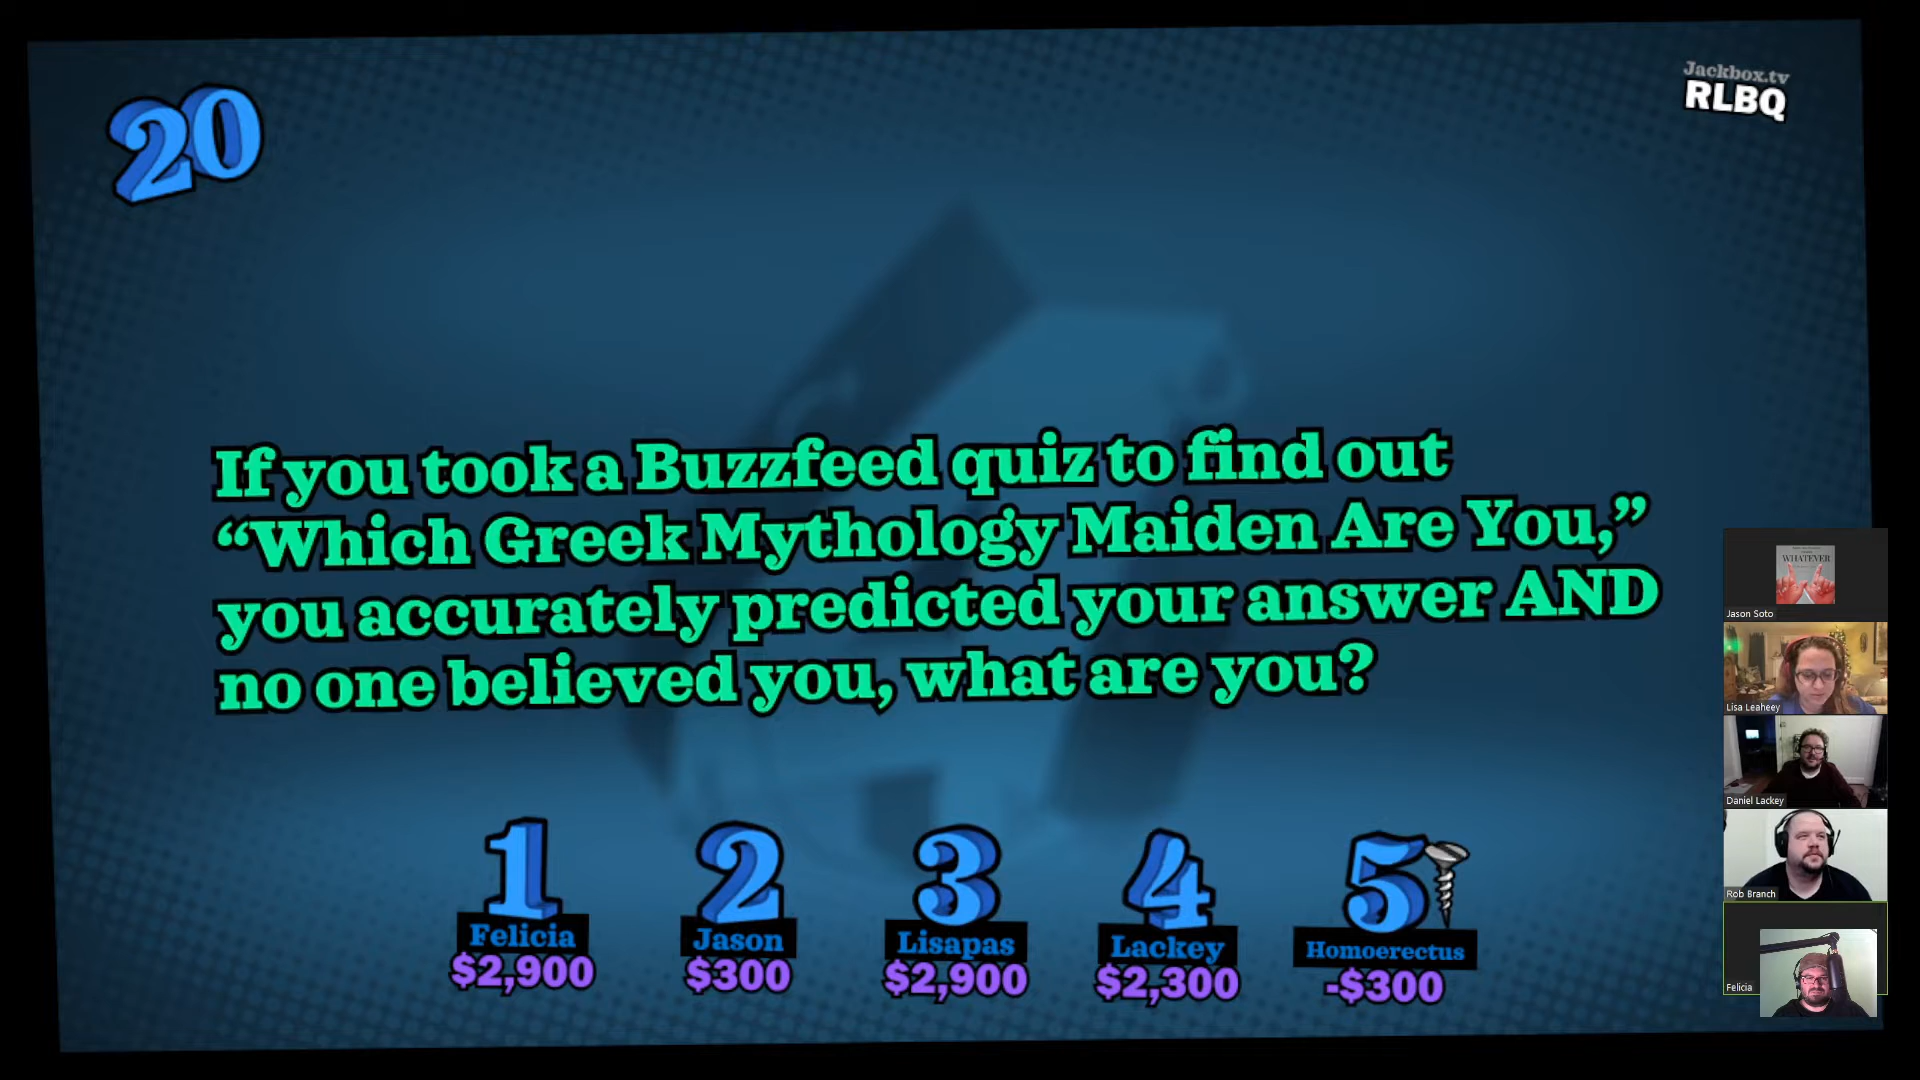 20
Jackbox.tv
RLBQ
If you took a Buzzfeed quiz to find out
“Which Greek Mythology Maiden Are You,”
you accurately predicted your answer AND
no one believed you, what are you?
WHATEVER
Jason Soto
Lisa Leaheey
Daniel Lackey
Rob Branch
Felicia
1
Felicia
$2,900
2
Jason
$300
3
Lisapas
$2,900
4
Lackey
$2,300
5
Homoerectus
-$300